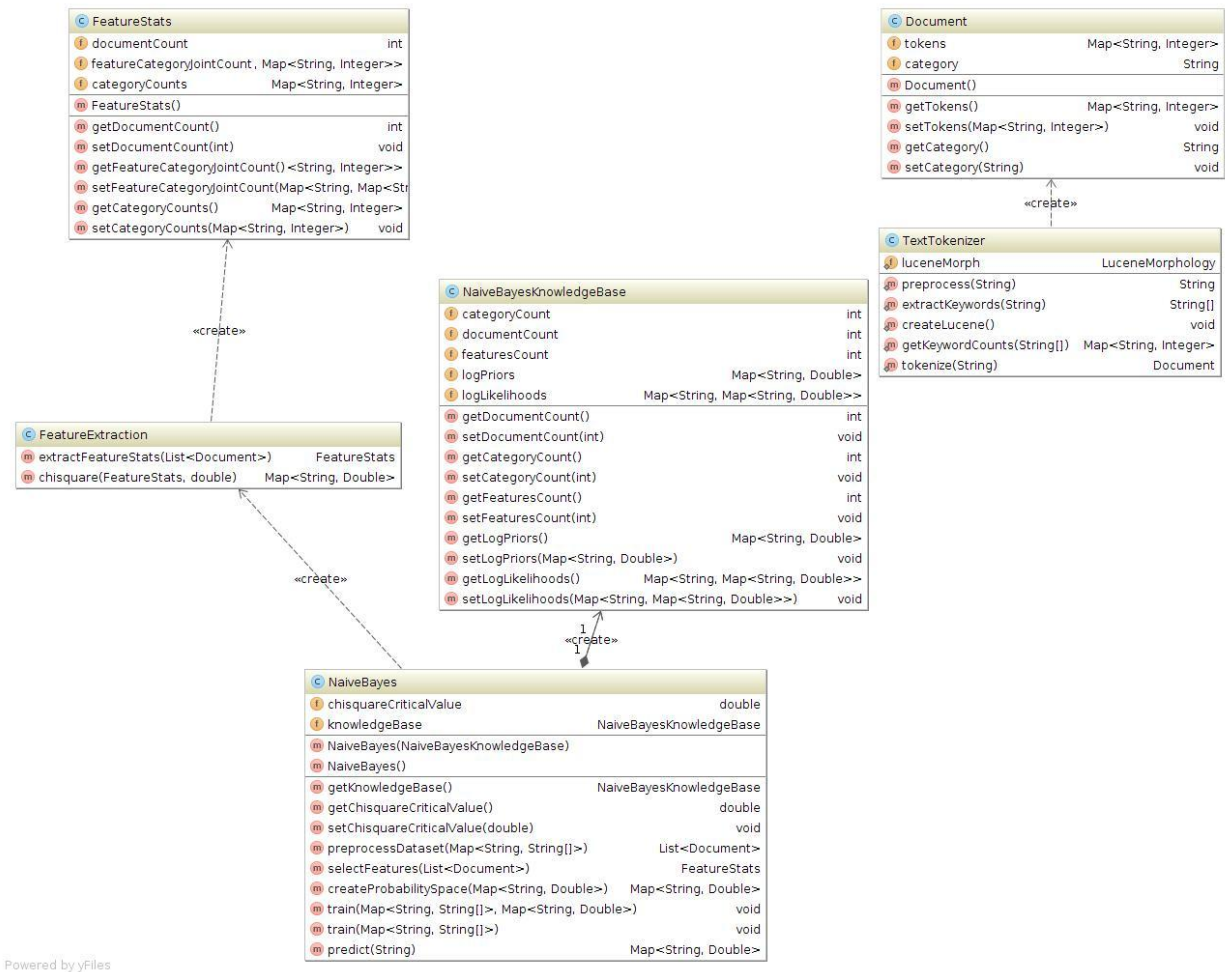 FeatureStats
documentCount int
featureCategoryJointCount, Map<String, Integer>>
categoryCounts Map<String, Integer>
FeatureStats()
getDocumentCount() int
setDocumentCount(int) void
getFeatureCategoryJointCount()<String, Integer>>
setFeatureCategoryJointCount(Map<String, Map<Str
getCategoryCounts() Map<String, Integer>
setCategoryCounts(Map<String, Integer>) void
Document
tokens Map<String, Integer>
category String
Document()
getTokens() Map<String, Integer>
setTokens(Map<String, Integer>) void
getCategory() String
setCategory(String) void
«create»
TextTokenizer
luceneMorph LuceneMorphology
preprocess(String) String
extractKeywords(String) String[]
createLucene() void
getKeywordCounts(String[]) Map<String, Integer>
tokenize(String) Document
«create»
NaiveBayesKnowledgeBase
categoryCount int
documentCount int
featuresCount int
logPriors Map<String, Double>
logLikelihoods Map<String, Map<String, Double>>
getDocumentCount() int
setDocumentCount(int) void
getCategoryCount() int
setCategoryCount(int) void
getFeaturesCount() int
setFeaturesCount(int) void
getLogPriors() Map<String, Double>
setLogPriors(Map<String, Double>) void
getLogLikelihoods() Map<String, Map<String, Double>>
setLogLikelihoods(Map<String, Map<String, Double>>) void
FeatureExtraction
extractFeatureStats(List<Document>) FeatureStats
chisquare(FeatureStats, double) Map<String, Double>
«create»
1
«create»
1
NaiveBayes
chisquareCriticalValue double
knowledgeBase NaiveBayesKnowledgeBase
NaiveBayes(NaiveBayesKnowledgeBase)
NaiveBayes()
getKnowledgeBase() NaiveBayesKnowledgeBase
getChisquareCriticalValue() double
setChisquareCriticalValue(double) void
preprocessDataset(Map<String, String[]>) List<Document>
selectFeatures(List<Document>) FeatureStats
createProbabilitySpace(Map<String, Double>) Map<String, Double>
train(Map<String, String[]>, Map<String, Double>) void
train(Map<String, String[]>) void
predict(String) Map<String, Double>
Powered by yFiles